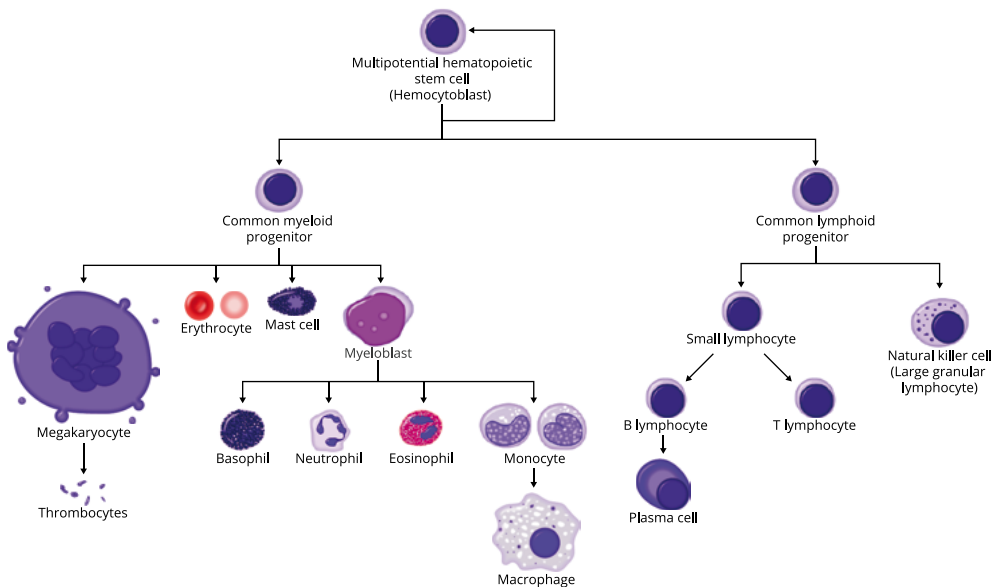 Multipotential hematopoietic
stem cell
(Hemocytoblast)
Common myeloid
progenitor
Common lymphoid
progenitor
Erythrocyte
Mast cell
Myeloblast
Small lymphocyte
Natural killer cell
(Large granular
lymphocyte)
Megakaryocyte
Basophil
Neutrophil
Eosinophil
Monocyte
B lymphocyte
T lymphocyte
Thrombocytes
Plasma cell
Macrophage